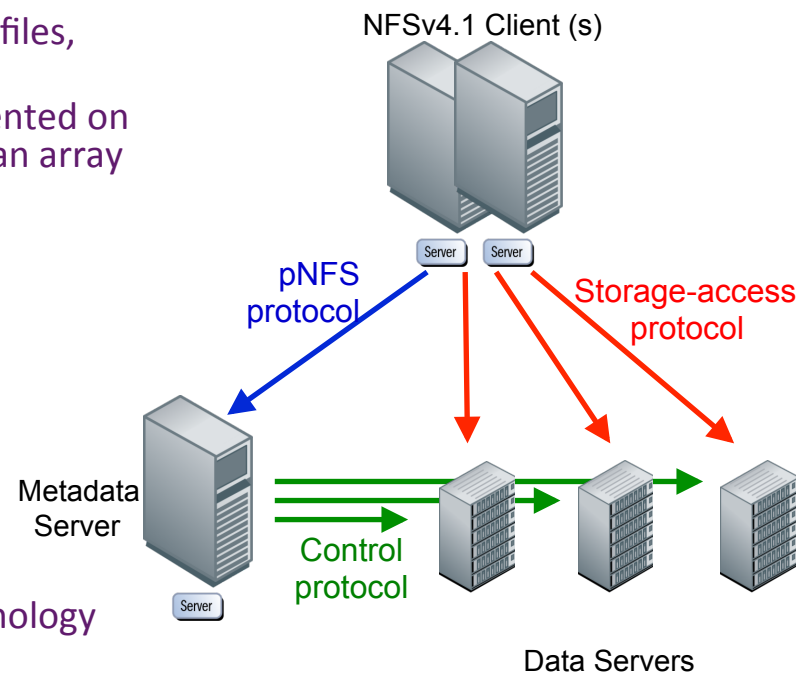 files,
ented on
an array
nology
NFSv4.1 Client (s)
Server
Server
pNFS
protocol
Storage-access
protocol
Metadata
Server
Server
Control
protocol
Data Servers